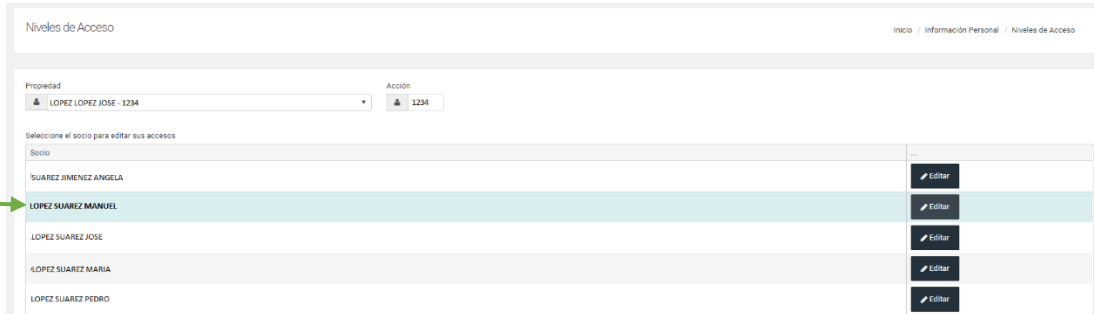 Niveles de Acceso
Inicio / Información Personal / Niveles de Acceso
Propiedad Acción
LOPEZ LOPEZ JOSE - 1234 1234
Seleccione el socio para editar sus accesos
Socio ...
SUAREZ JIMENEZ ANGELA Editar
LOPEZ SUAREZ MANUEL Editar
LOPEZ SUAREZ JOSE Editar
LOPEZ SUAREZ MARIA Editar
LOPEZ SUAREZ PEDRO Editar